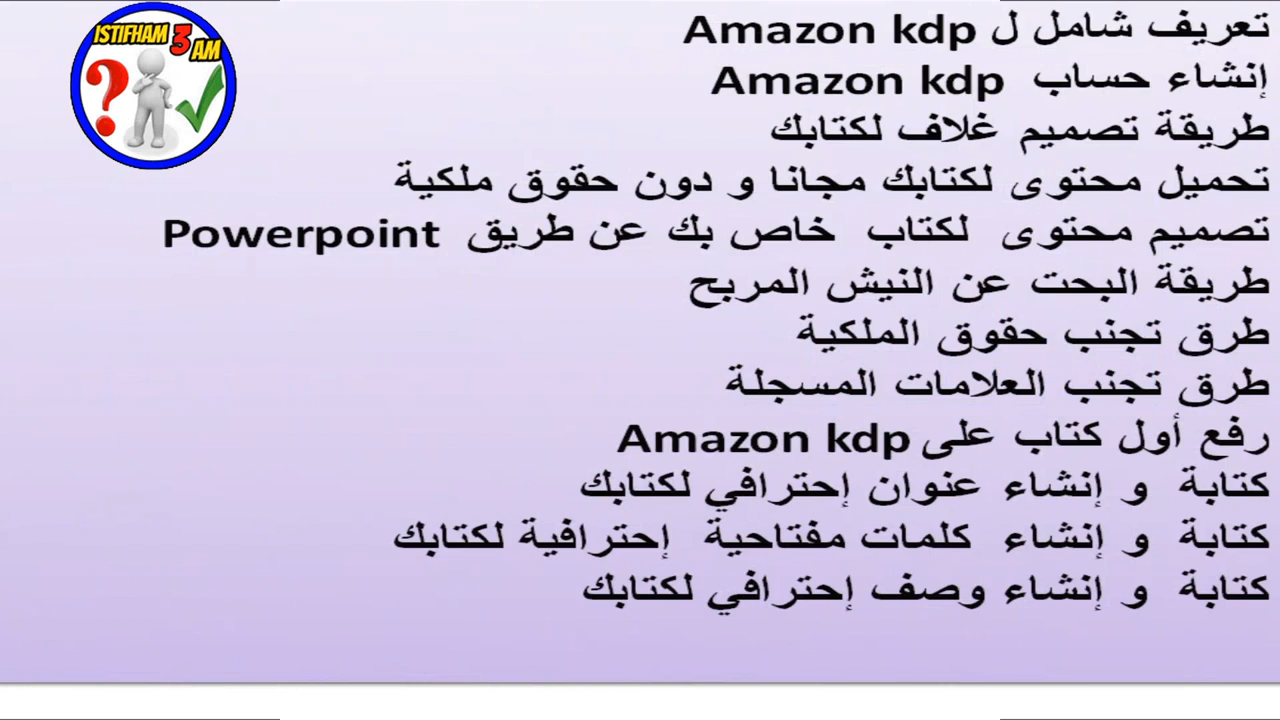 ISTIFHAM 3 AM
تعريف شامل ل Amazon kdp
إنشاء حساب Amazon kdp
طريقة تصميم غلاف لكتابك
تحميل محتوى لكتابك مجانا و دون حقوق ملكية
تصميم محتوى لكتاب خاص بك عن طريق Powerpoint
طريقة البحت عن النيش المربح
طرق تجنب حقوق الملكية
طرق تجنب العلامات المسجلة
رفع أول كتاب على Amazon kdp
كتابة و إنشاء عنوان إحترافي لكتابك
كتابة و إنشاء كلمات مفتاحية إحترافية لكتابك
كتابة و إنشاء وصف إحترافي لكتابك